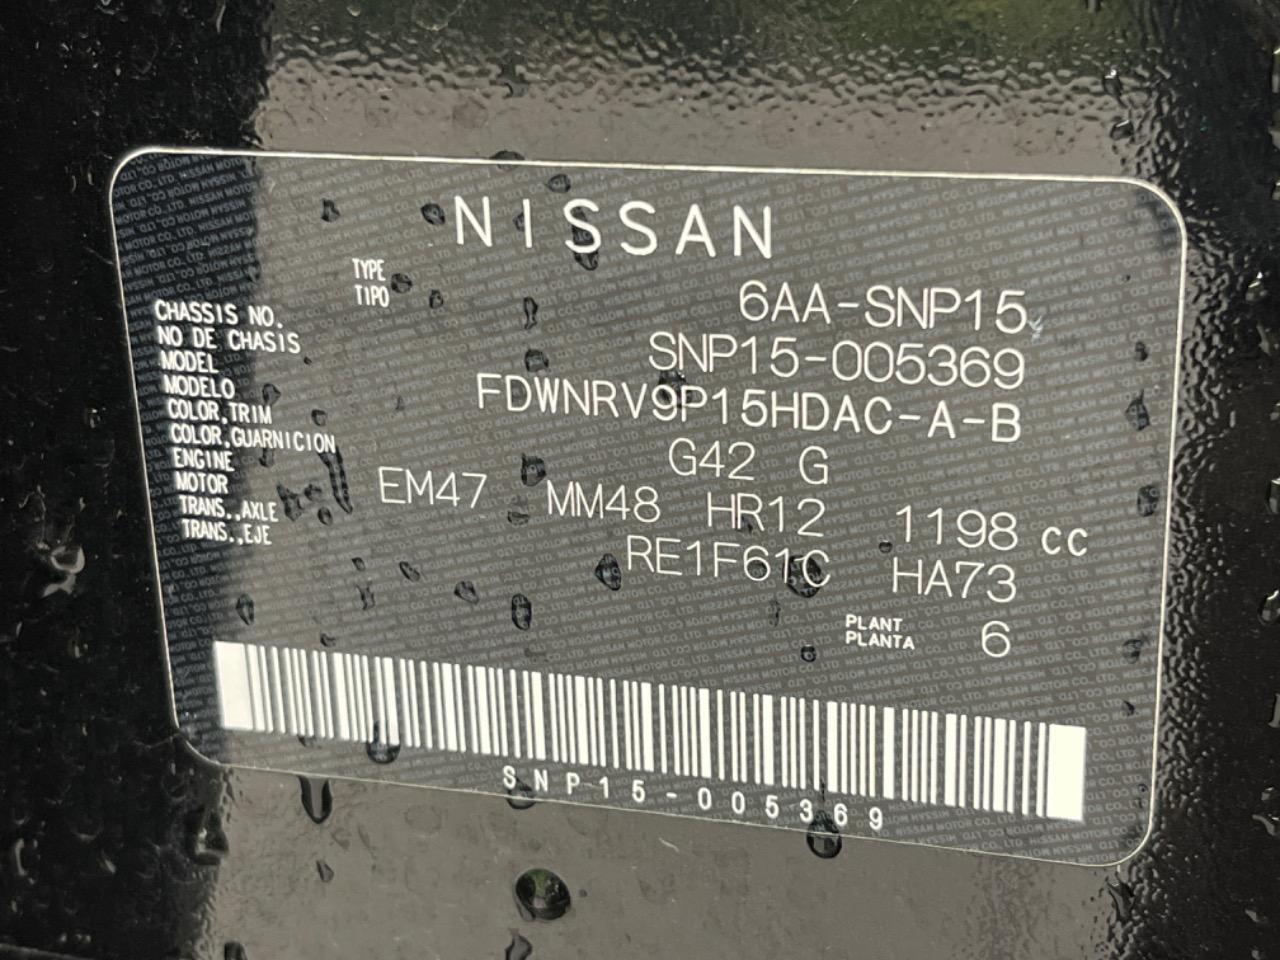 NISSAN
TYPE
TIPO
6AA-SNP15
CHASSIS NO.
NO DE CHASIS
SNP15-005369
MODEL
MODELO
FDWNRV9P15HDAC-A-B
COLOR,TRIM
COLOR,GUARNICION
G42 G
ENGINE
MOTOR
EM47 MM48 HR12 1198 cc
TRANS.,AXLE
TRANS.,EJE
RE1F61C HA73
PLANT
PLANTA
6
SNP15-005369